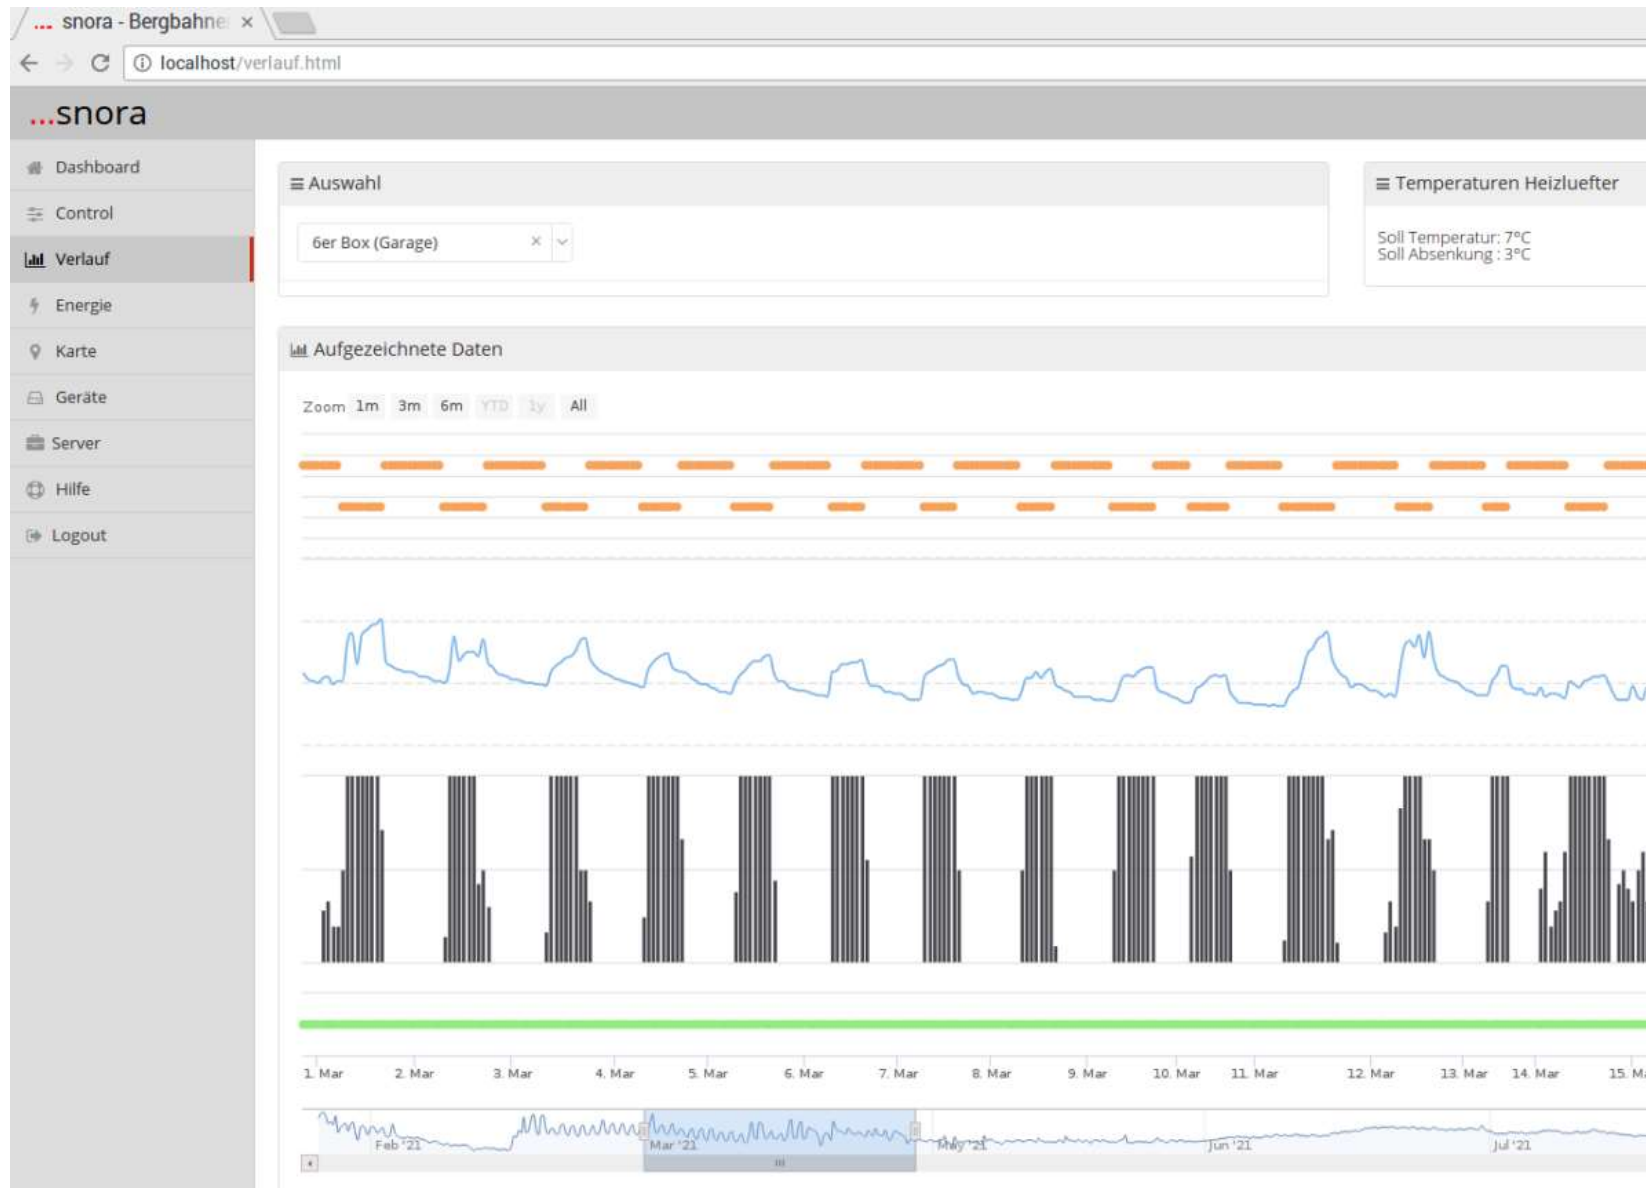 ... snora - Bergbahne
localhost/verlauf.html
...snora
Dashboard
Control
Verlauf
Energie
Karte
Geräte
Server
Hilfe
Logout
Auswahl
6er Box (Garage)
Temperaturen Heizluefter
Soll Temperatur: 7°C
Soll Absenkung : 3°C
Aufgezeichnete Daten
Zoom 1m 3m 6m YTD 1y All
1. Mar 2. Mar 3. Mar 4. Mar 5. Mar 6. Mar 7. Mar 8. Mar 9. Mar 10. Mar 11. Mar 12. Mar 13. Mar 14. Mar 15. Ma
Feb '21 Mar '21 May '21 Jun '21 Jul '21